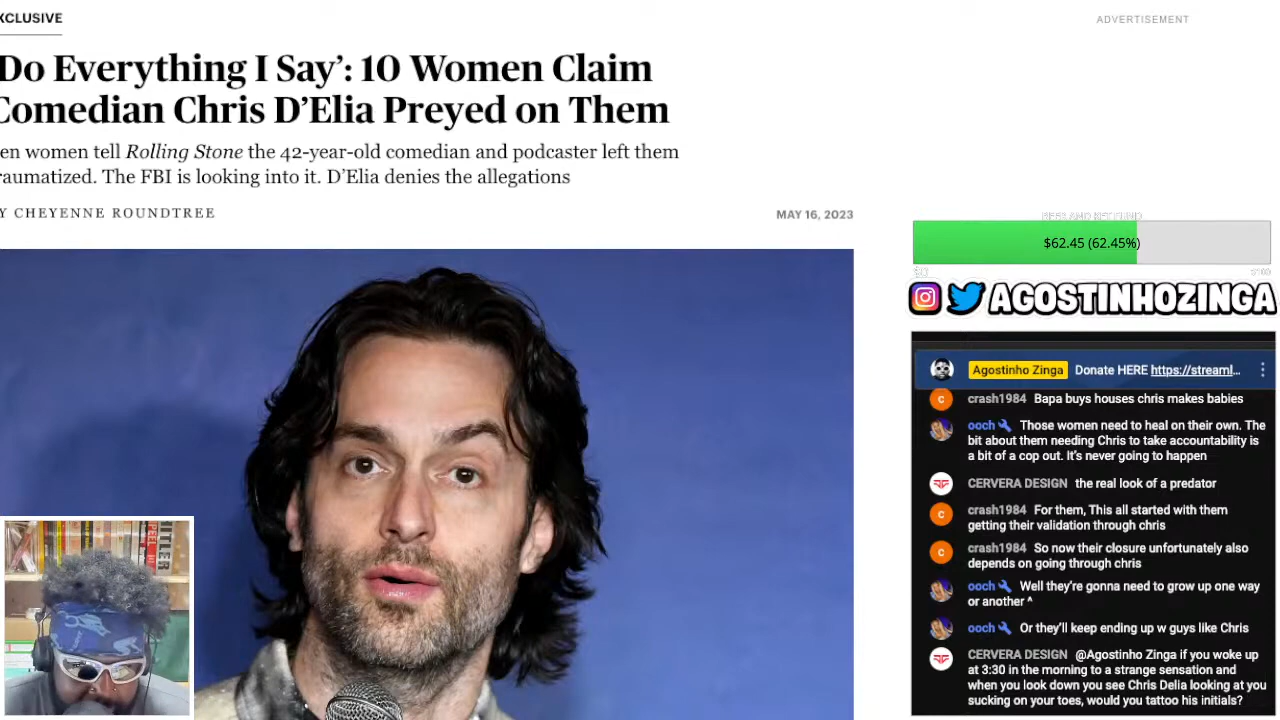 XCLUSIVE
ADVERTISEMENT
Do Everything I Say’: 10 Women Claim
Comedian Chris D’Elia Preyed on Them
en women tell Rolling Stone the 42-year-old comedian and podcaster left them
raumatized. The FBI is looking into it. D’Elia denies the allegations
Y CHEYENNE ROUNDTREE
MAY 16, 2023
$62.45 (62.45%)
$100
AGOSTINHOZINGA
Agostinho Zinga Donate HERE https://streaml...
crash1984 Bapa buys houses chris makes babies
ooch Those women need to heal on their own. The
bit about them needing Chris to take accountability is
a bit of a cop out. It’s never going to happen
CERVERA DESIGN the real look of a predator
crash1984 For them, This all started with them
getting their validation through chris
crash1984 So now their closure unfortunately also
depends on going through chris
ooch Well they’re gonna need to grow up one way
or another ^
ooch Or they’ll keep ending up w guys like Chris
CERVERA DESIGN @Agostinho Zinga if you woke up
at 3:30 in the morning to a strange sensation and
when you look down you see Chris Delia looking at you
sucking on your toes, would you tattoo his initials?